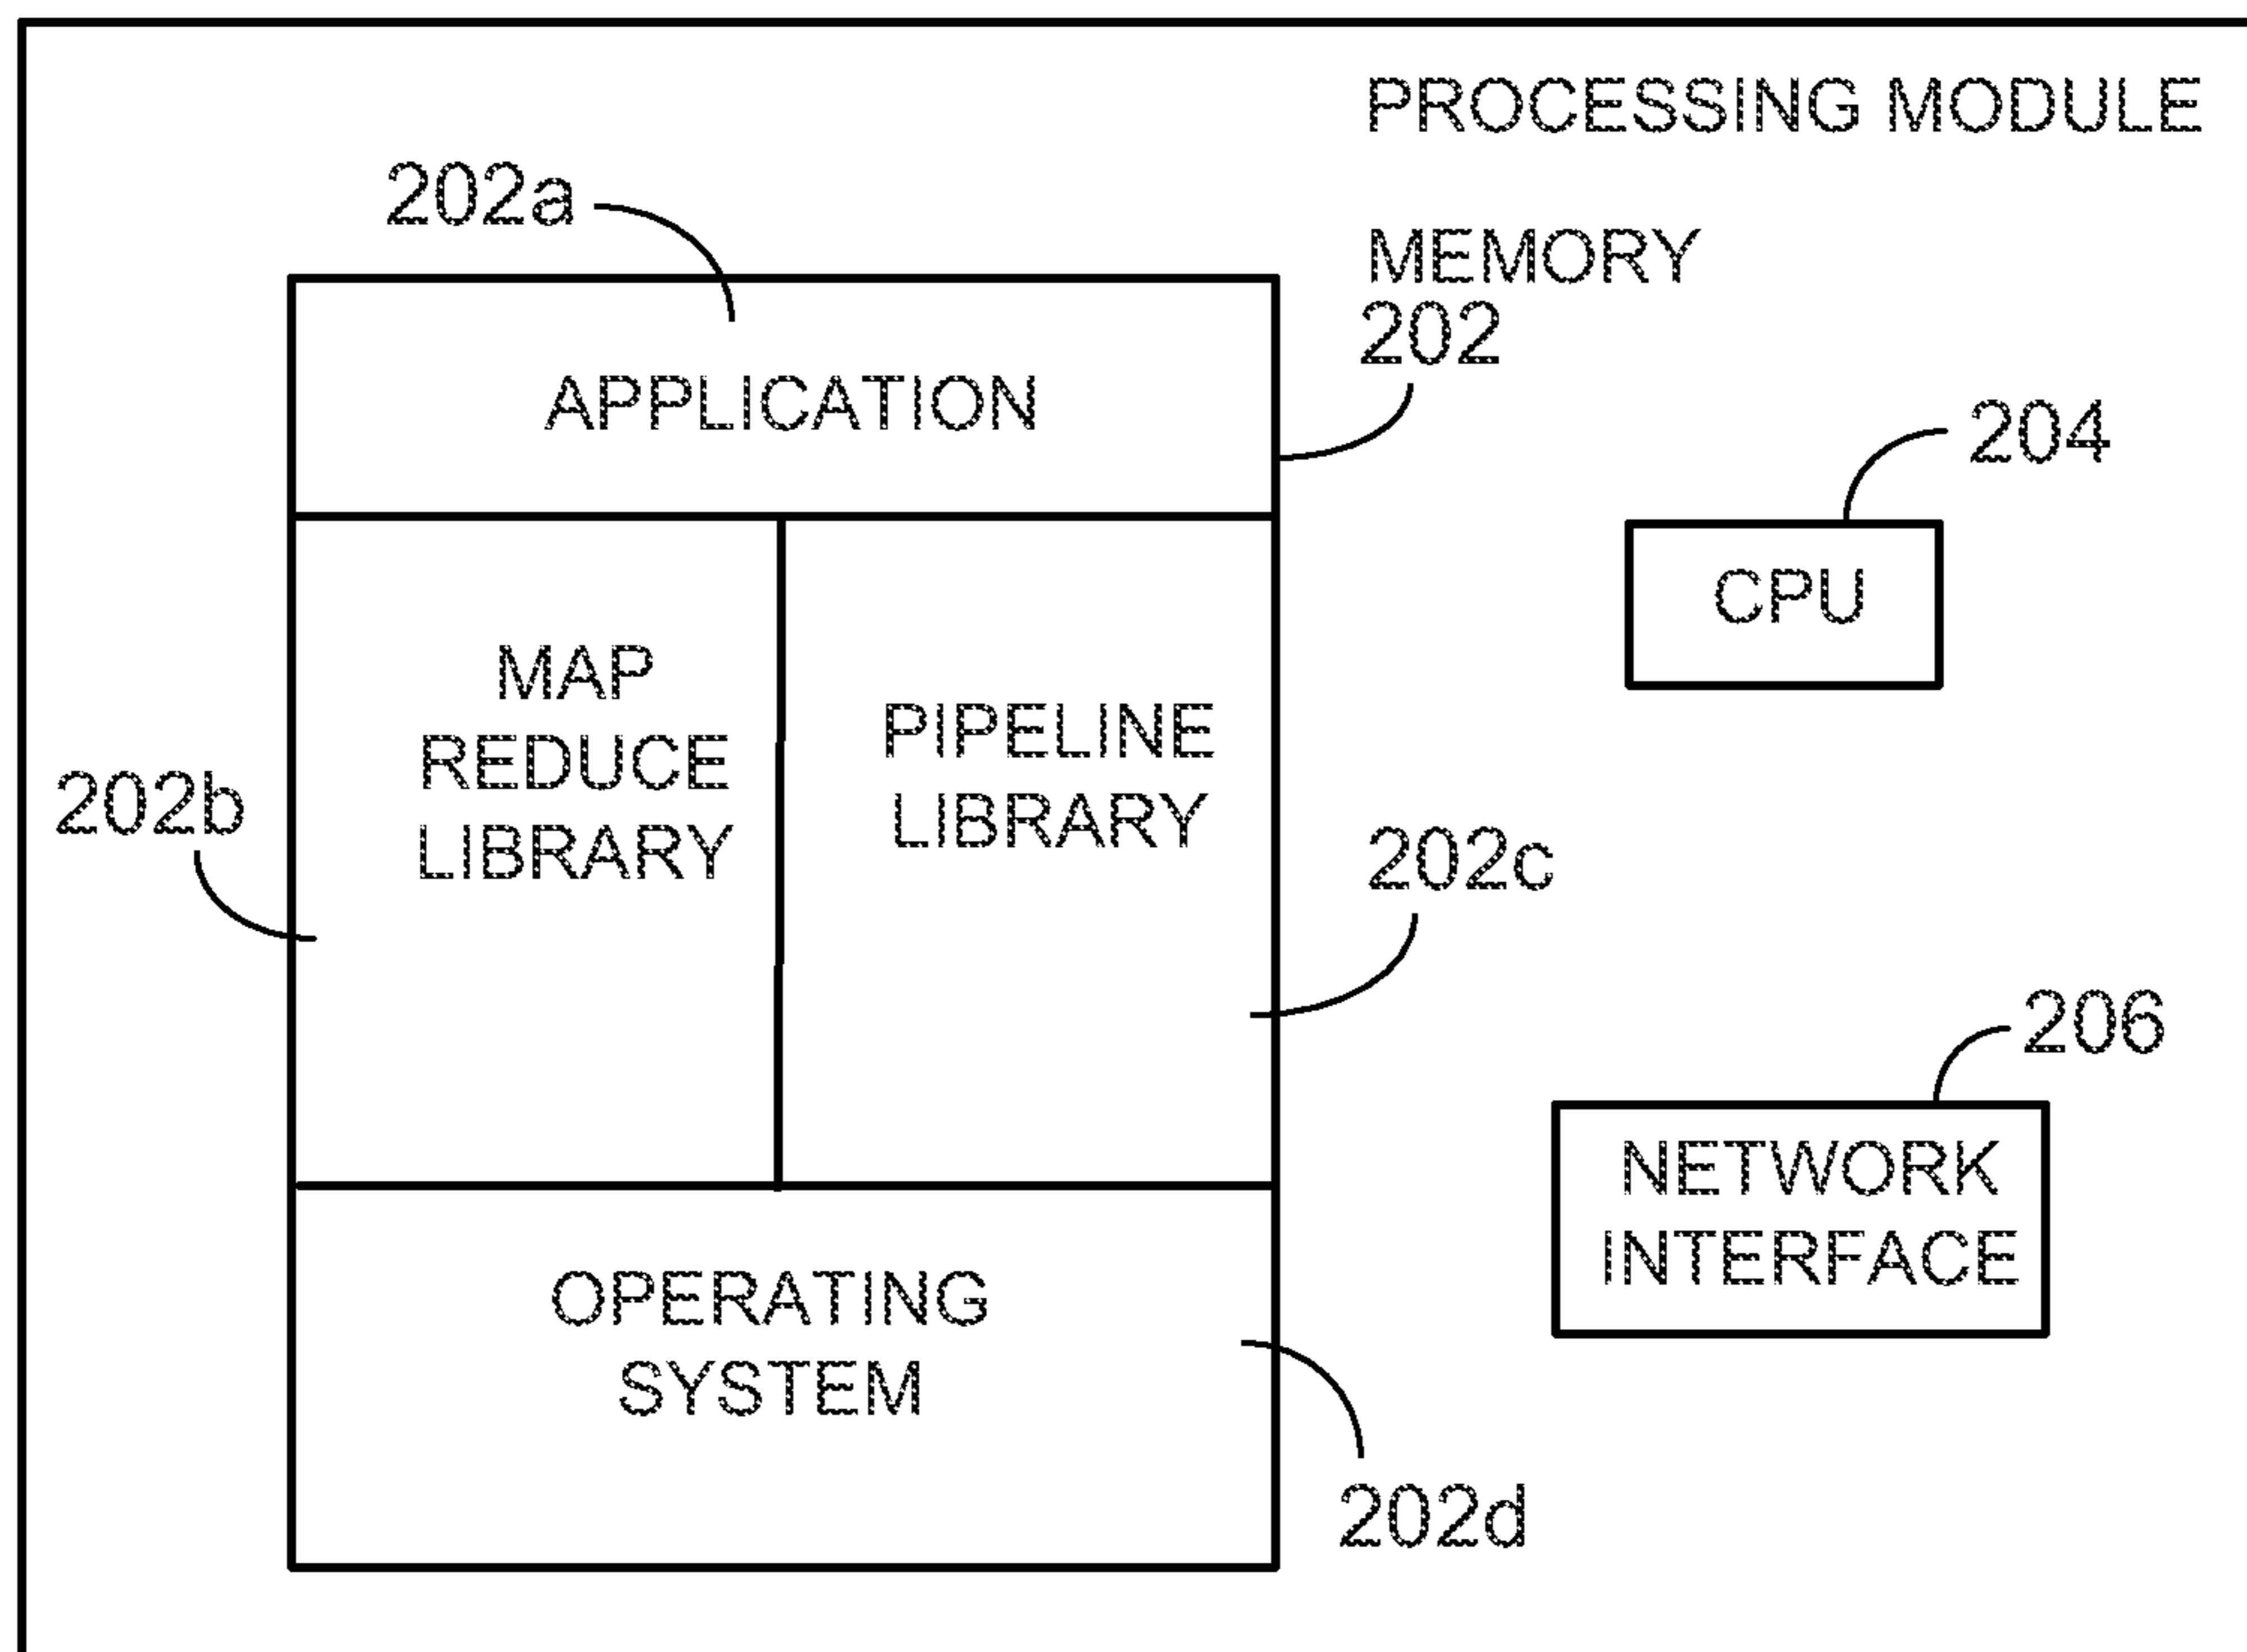 PROCESSING MODULE
202a
MEMORY
202
APPLICATION
204
CPU
MAP
REDUCE
LIBRARY
PIPELINE
LIBRARY
202b
202c
206
NETWORK
INTERFACE
OPERATING
SYSTEM
202d